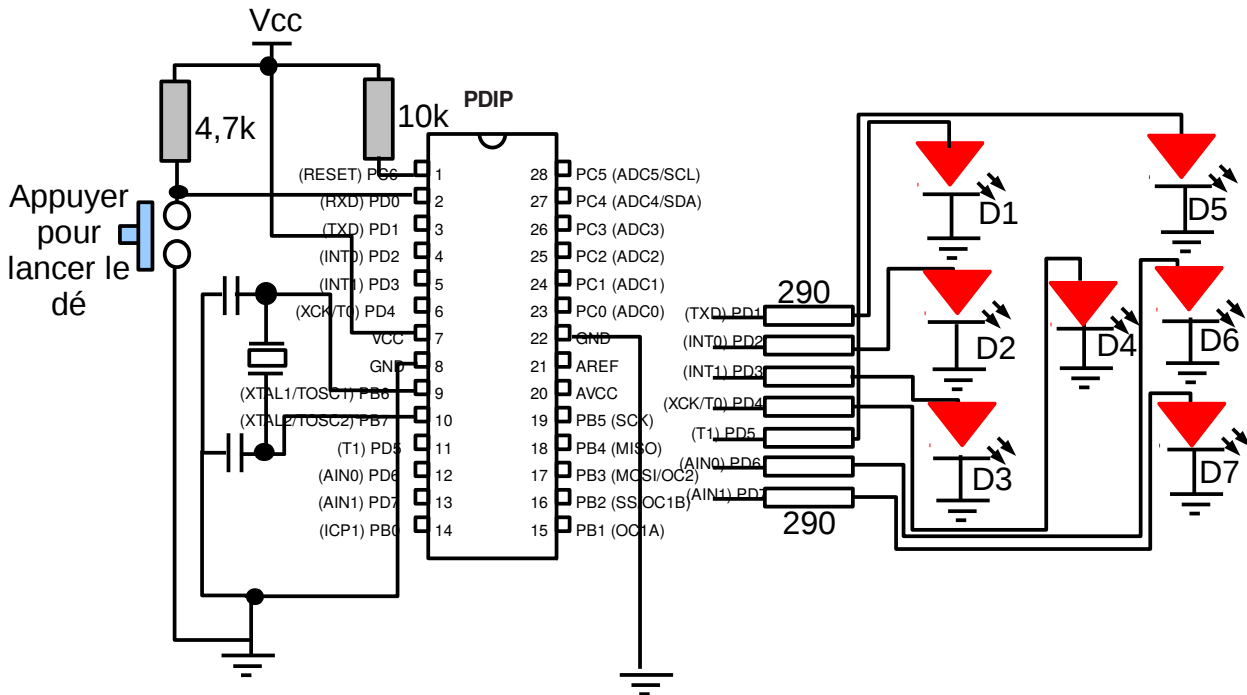 Vcc
PDIP
4,7k
10k
Appuyer
pour
lancer le
dé
(RESET) PC6 1
(RXD) PD0 2
(TXD) PD1 3
(INT0) PD2 4
(INT1) PD3 5
(XCK/T0) PD4 6
VCC 7
GND 8
(XTAL1/TOSC1) PB6 9
(XTAL2/TOSC2) PB7 10
(T1) PD5 11
(AIN0) PD6 12
(AIN1) PD7 13
(ICP1) PB0 14
28 PC5 (ADC5/SCL)
27 PC4 (ADC4/SDA)
26 PC3 (ADC3)
25 PC2 (ADC2)
24 PC1 (ADC1)
23 PC0 (ADC0)
22 GND
21 AREF
20 AVCC
19 PB5 (SCK)
18 PB4 (MISO)
17 PB3 (MOSI/OC2)
16 PB2 (SS/OC1B)
15 PB1 (OC1A)
290
(TXD) PD1
(INT0) PD2
(INT1) PD3
(XCK/T0) PD4
(T1) PD5
(AIN0) PD6
(AIN1) PD7
290
D1
D5
D2
D4
D6
D3
D7